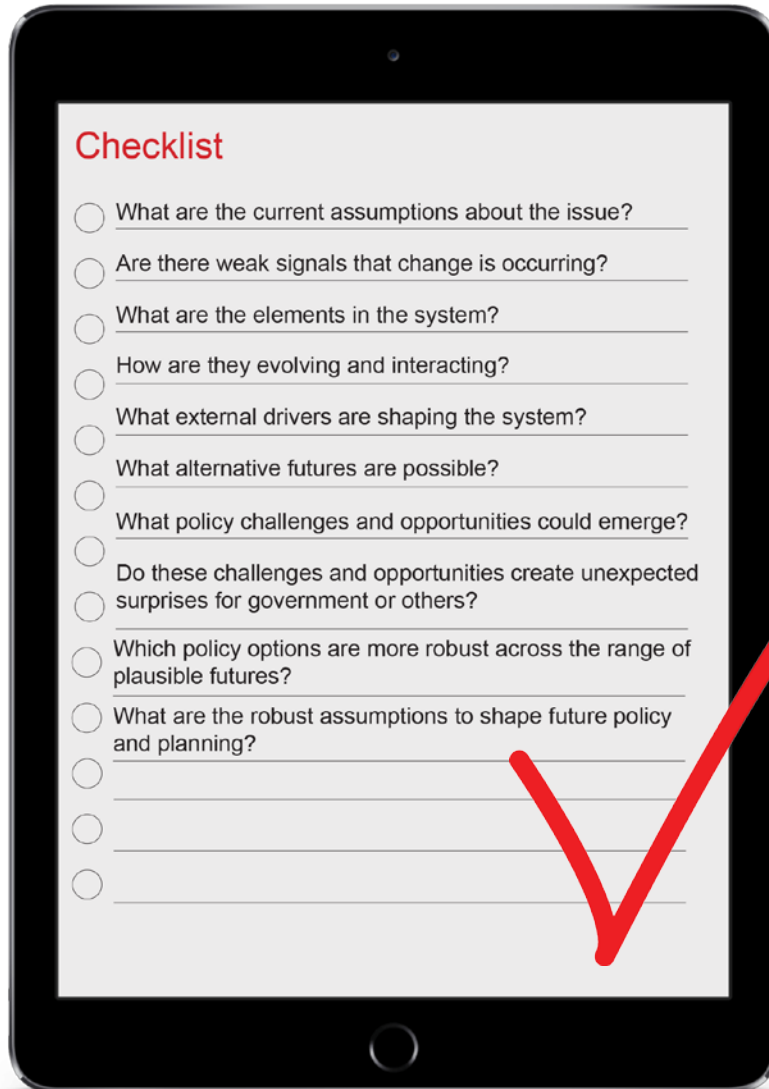 Checklist
What are the current assumptions about the issue?
Are there weak signals that change is occurring?
What are the elements in the system?
How are they evolving and interacting?
What external drivers are shaping the system?
What alternative futures are possible?
What policy challenges and opportunities could emerge?
Do these challenges and opportunities create unexpected
surprises for government or others?
Which policy options are more robust across the range of
plausible futures?
What are the robust assumptions to shape future policy
and planning?